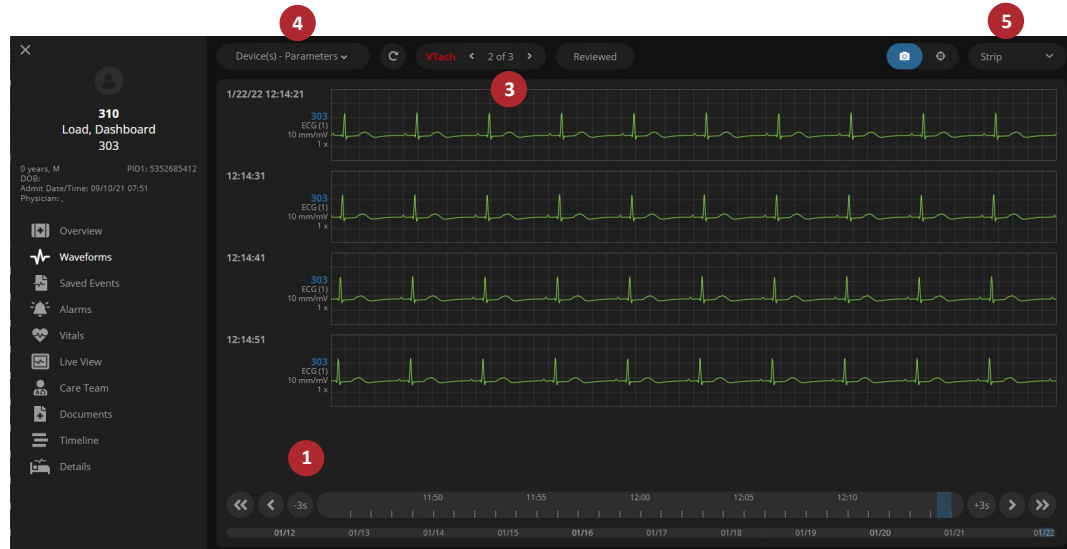 4
5
Device(s) - Parameters
VTach
2 of 3
Reviewed
Strip
3
310
Load, Dashboard
303
0 years, M
PID1: 5352685412
DOB:
Admit Date/Time: 09/10/21 07:51
Physician: ,
Overview
Waveforms
Saved Events
Alarms
Vitals
Live View
Care Team
Documents
Timeline
Details
1/22/22 12:14:21
303
ECG (1)
10 mm/mV
1 x
12:14:31
303
ECG (1)
10 mm/mV
1 x
12:14:41
303
ECG (1)
10 mm/mV
1 x
12:14:51
303
ECG (1)
10 mm/mV
1 x
1
-3s
11:50 11:55 12:00 12:05 12:10
+3s
01/12 01/13 01/14 01/15 01/16 01/17 01/18 01/19 01/20 01/21 01/22